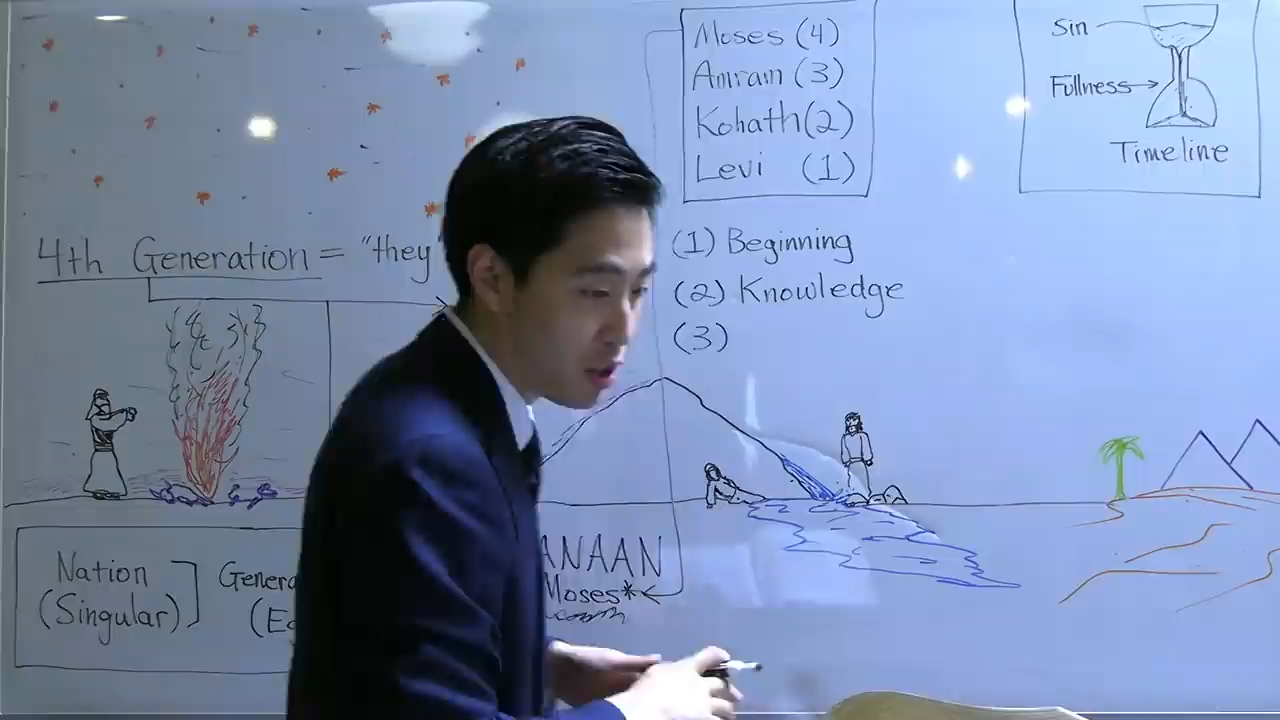 Moses (4)
Amram (3)
Kohath (2)
Levi (1)
Sin
Fullness
Timeline
4th Generation = "they
(1) Beginning
(2) Knowledge
(3)
Nation
(Singular)
Genera
(E
ANAAN
Moses*